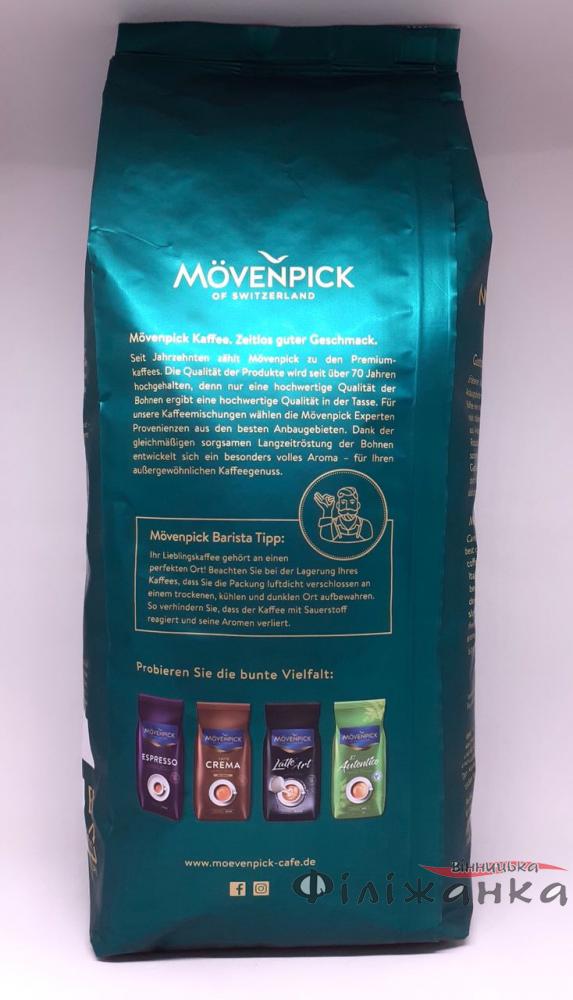 MÖVENPICK
OF SWITZERLAND
Mövenpick Kaffee. Zeitlos guter Geschmack.
Seit Jahrzehnten zählt Mövenpick zu den Premium-
kaffees. Die Qualität der Produkte wird seit über 70 Jahren
hochgehalten, denn nur eine hochwertige Qualität der
Bohnen ergibt eine hochwertige Qualität in der Tasse. Für
unsere Kaffeemischungen wählen die Mövenpick Experten
Provenienzen aus den besten Anbaugebieten. Dank der
gleichmäßigen sorgsamen Langzeitröstung der Bohnen
entwickelt sich ein besonders volles Aroma – für Ihren
außergewöhnlichen Kaffeegenuss.
Mövenpick Barista Tipp:
Ihr Lieblingskaffee gehört an einen
perfekten Ort! Beachten Sie bei der Lagerung Ihres
Kaffees, dass Sie die Packung luftdicht verschlossen an
einem trockenen, kühlen und dunklen Ort aufbewahren.
So verhindern Sie, dass der Kaffee mit Sauerstoff
reagiert und seine Aromen verliert.
Probieren Sie die bunte Vielfalt:
MÖVENPICK
ESPRESSO
MÖVENPICK
CREMA
MÖVENPICK
Latte Art
MÖVENPICK
El Autentico
www.moevenpick-cafe.de
вінницька
Філіжанка